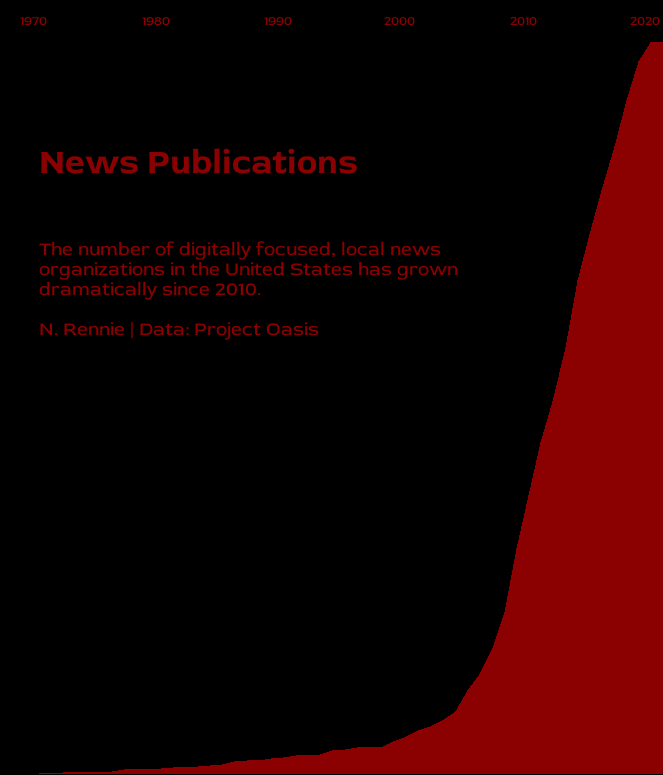 1970 1980 1990 2000 2010 2020
News Publications
The number of digitally focused, local news
organizations in the United States has grown
dramatically since 2010.
N. Rennie | Data: Project Oasis